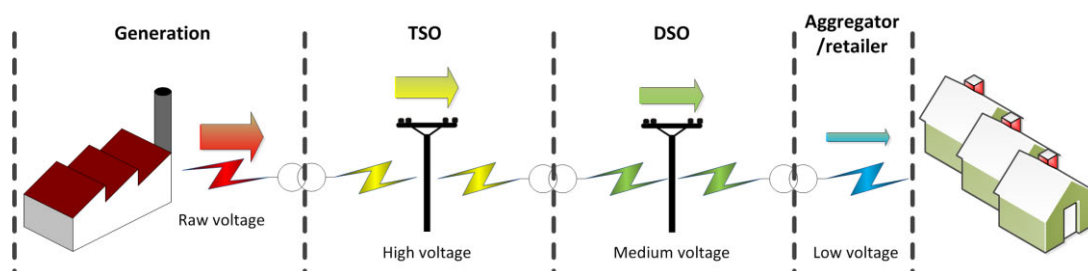 Generation
TSO
DSO
Aggregator
/retailer
Raw voltage
High voltage
Medium voltage
Low voltage